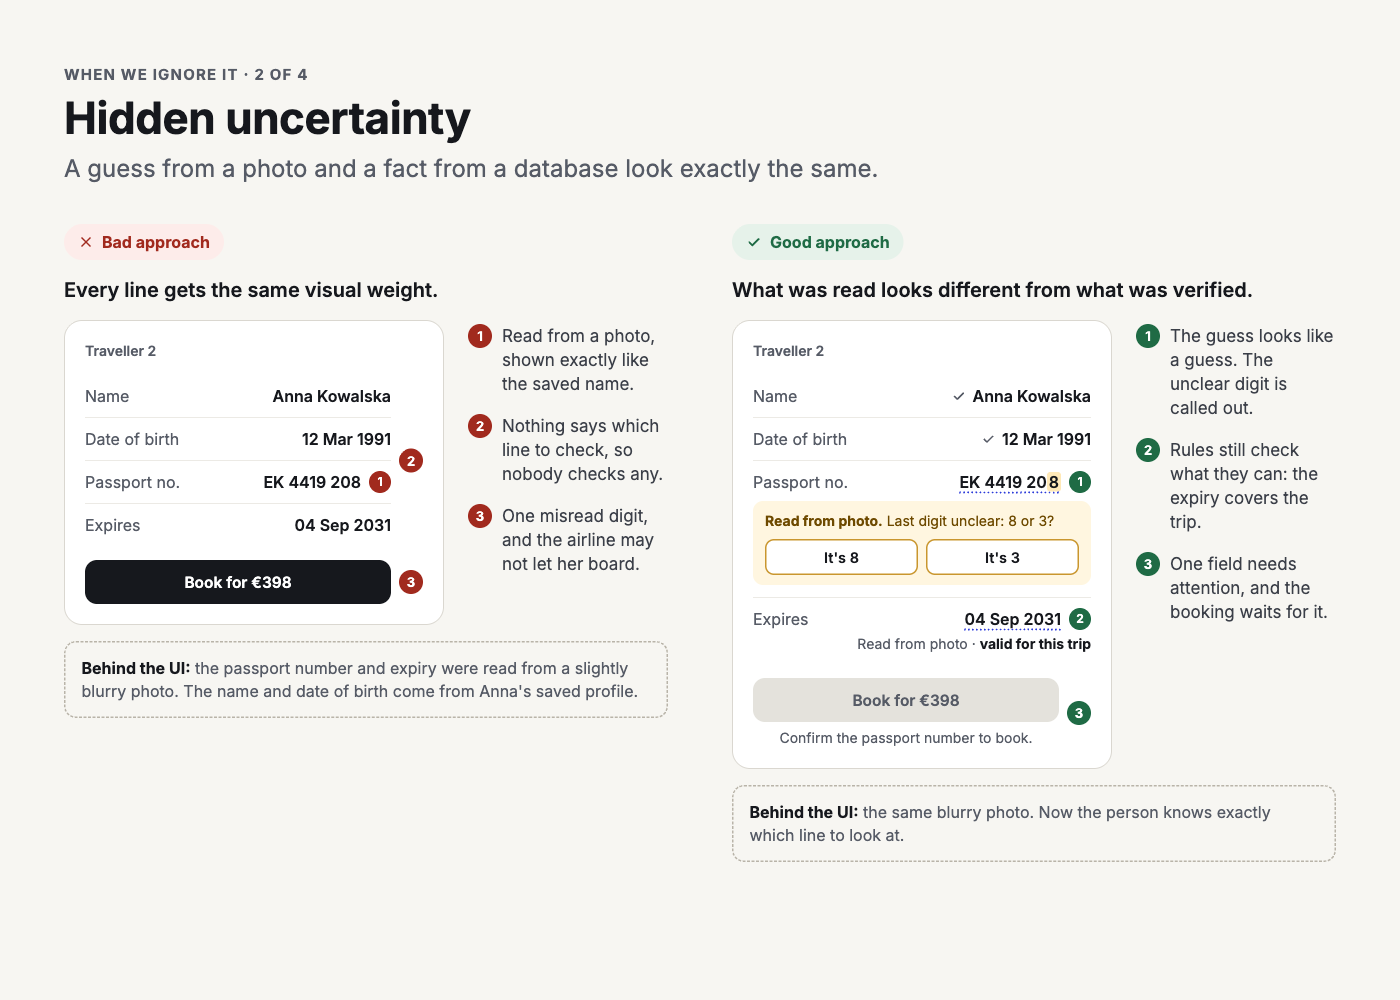 WHEN WE IGNORE IT · 2 OF 4
Hidden uncertainty
A guess from a photo and a fact from a database look exactly the same.
✕ Bad approach
Every line gets the same visual weight.
Traveller 2
Name Anna Kowalska
Date of birth 12 Mar 1991
2
Passport no. EK 4419 208 1
Expires 04 Sep 2031
Book for €398 3
1 Read from a photo,
shown exactly like
the saved name.
2 Nothing says which
line to check, so
nobody checks any.
3 One misread digit,
and the airline may
not let her board.
Behind the UI: the passport number and expiry were read from a slightly
blurry photo. The name and date of birth come from Anna's saved profile.
✓ Good approach
What was read looks different from what was verified.
Traveller 2
Name ✓ Anna Kowalska
Date of birth ✓ 12 Mar 1991
Passport no. EK 4419 208 1
Read from photo. Last digit unclear: 8 or 3?
It's 8 It's 3
Expires 04 Sep 2031 2
Read from photo · valid for this trip
Book for €398 3
Confirm the passport number to book.
1 The guess looks like
a guess. The
unclear digit is
called out.
2 Rules still check
what they can: the
expiry covers the
trip.
3 One field needs
attention, and the
booking waits for it.
Behind the UI: the same blurry photo. Now the person knows exactly
which line to look at.